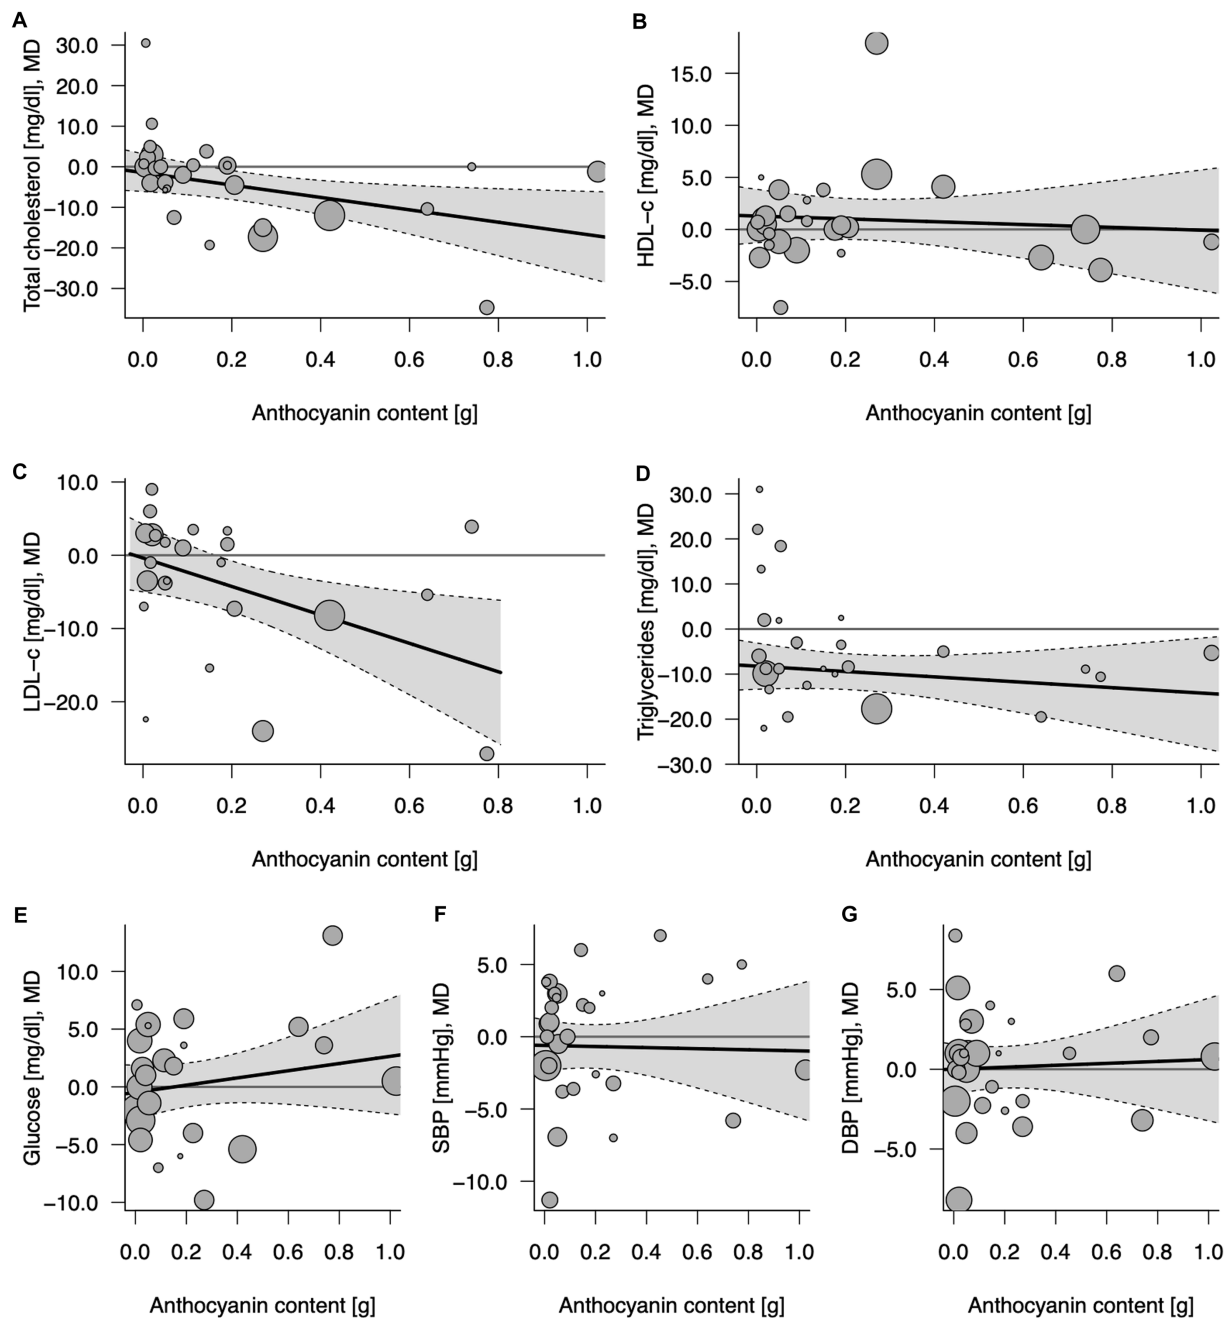 A
Total cholesterol [mg/dl], MD
30.0
20.0
10.0
0.0
−10.0
−20.0
−30.0
0.0 0.2 0.4 0.6 0.8 1.0
Anthocyanin content [g]
B
HDL−c [mg/dl], MD
15.0
10.0
5.0
0.0
−5.0
0.0 0.2 0.4 0.6 0.8 1.0
Anthocyanin content [g]
C
LDL−c [mg/dl], MD
10.0
0.0
−10.0
−20.0
0.0 0.2 0.4 0.6 0.8 1.0
Anthocyanin content [g]
D
Triglycerides [mg/dl], MD
30.0
20.0
10.0
0.0
−10.0
−20.0
−30.0
0.0 0.2 0.4 0.6 0.8 1.0
Anthocyanin content [g]
E
Glucose [mg/dl], MD
10.0
5.0
0.0
−5.0
−10.0
0.0 0.2 0.4 0.6 0.8 1.0
Anthocyanin content [g]
F
SBP [mmHg], MD
5.0
0.0
−5.0
−10.0
0.0 0.2 0.4 0.6 0.8 1.0
Anthocyanin content [g]
G
DBP [mmHg], MD
5.0
0.0
−5.0
0.0 0.2 0.4 0.6 0.8 1.0
Anthocyanin content [g]